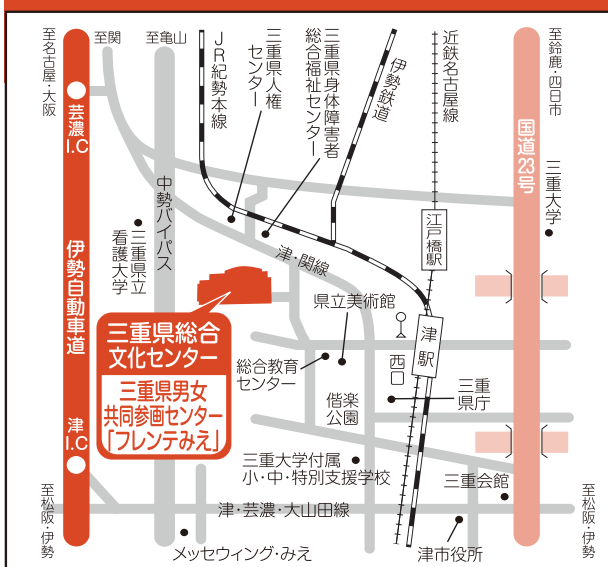 至名古屋・大阪
至関
至亀山
JR紀勢本線
三重県人権
センター
三重県身体障害者
総合福祉センター
伊勢鉄道
近鉄名古屋線
至鈴鹿・四日市
芸濃
I.C
国道23号
三重大学
中勢バイパス
三重県立
看護大学
江戸橋駅
津・関線
伊勢自動車道
県立美術館
津駅
三重県総合
文化センター
西口
総合教育
センター
三重
県庁
三重県男女
共同参画センター
「フレンテみえ」
偕楽
公園
津
I.C
三重大学付属
小・中・特別支援学校
三重会館
至松阪・伊勢
津・芸濃・大山田線
至松阪・伊勢
メッセウィング・みえ
津市役所